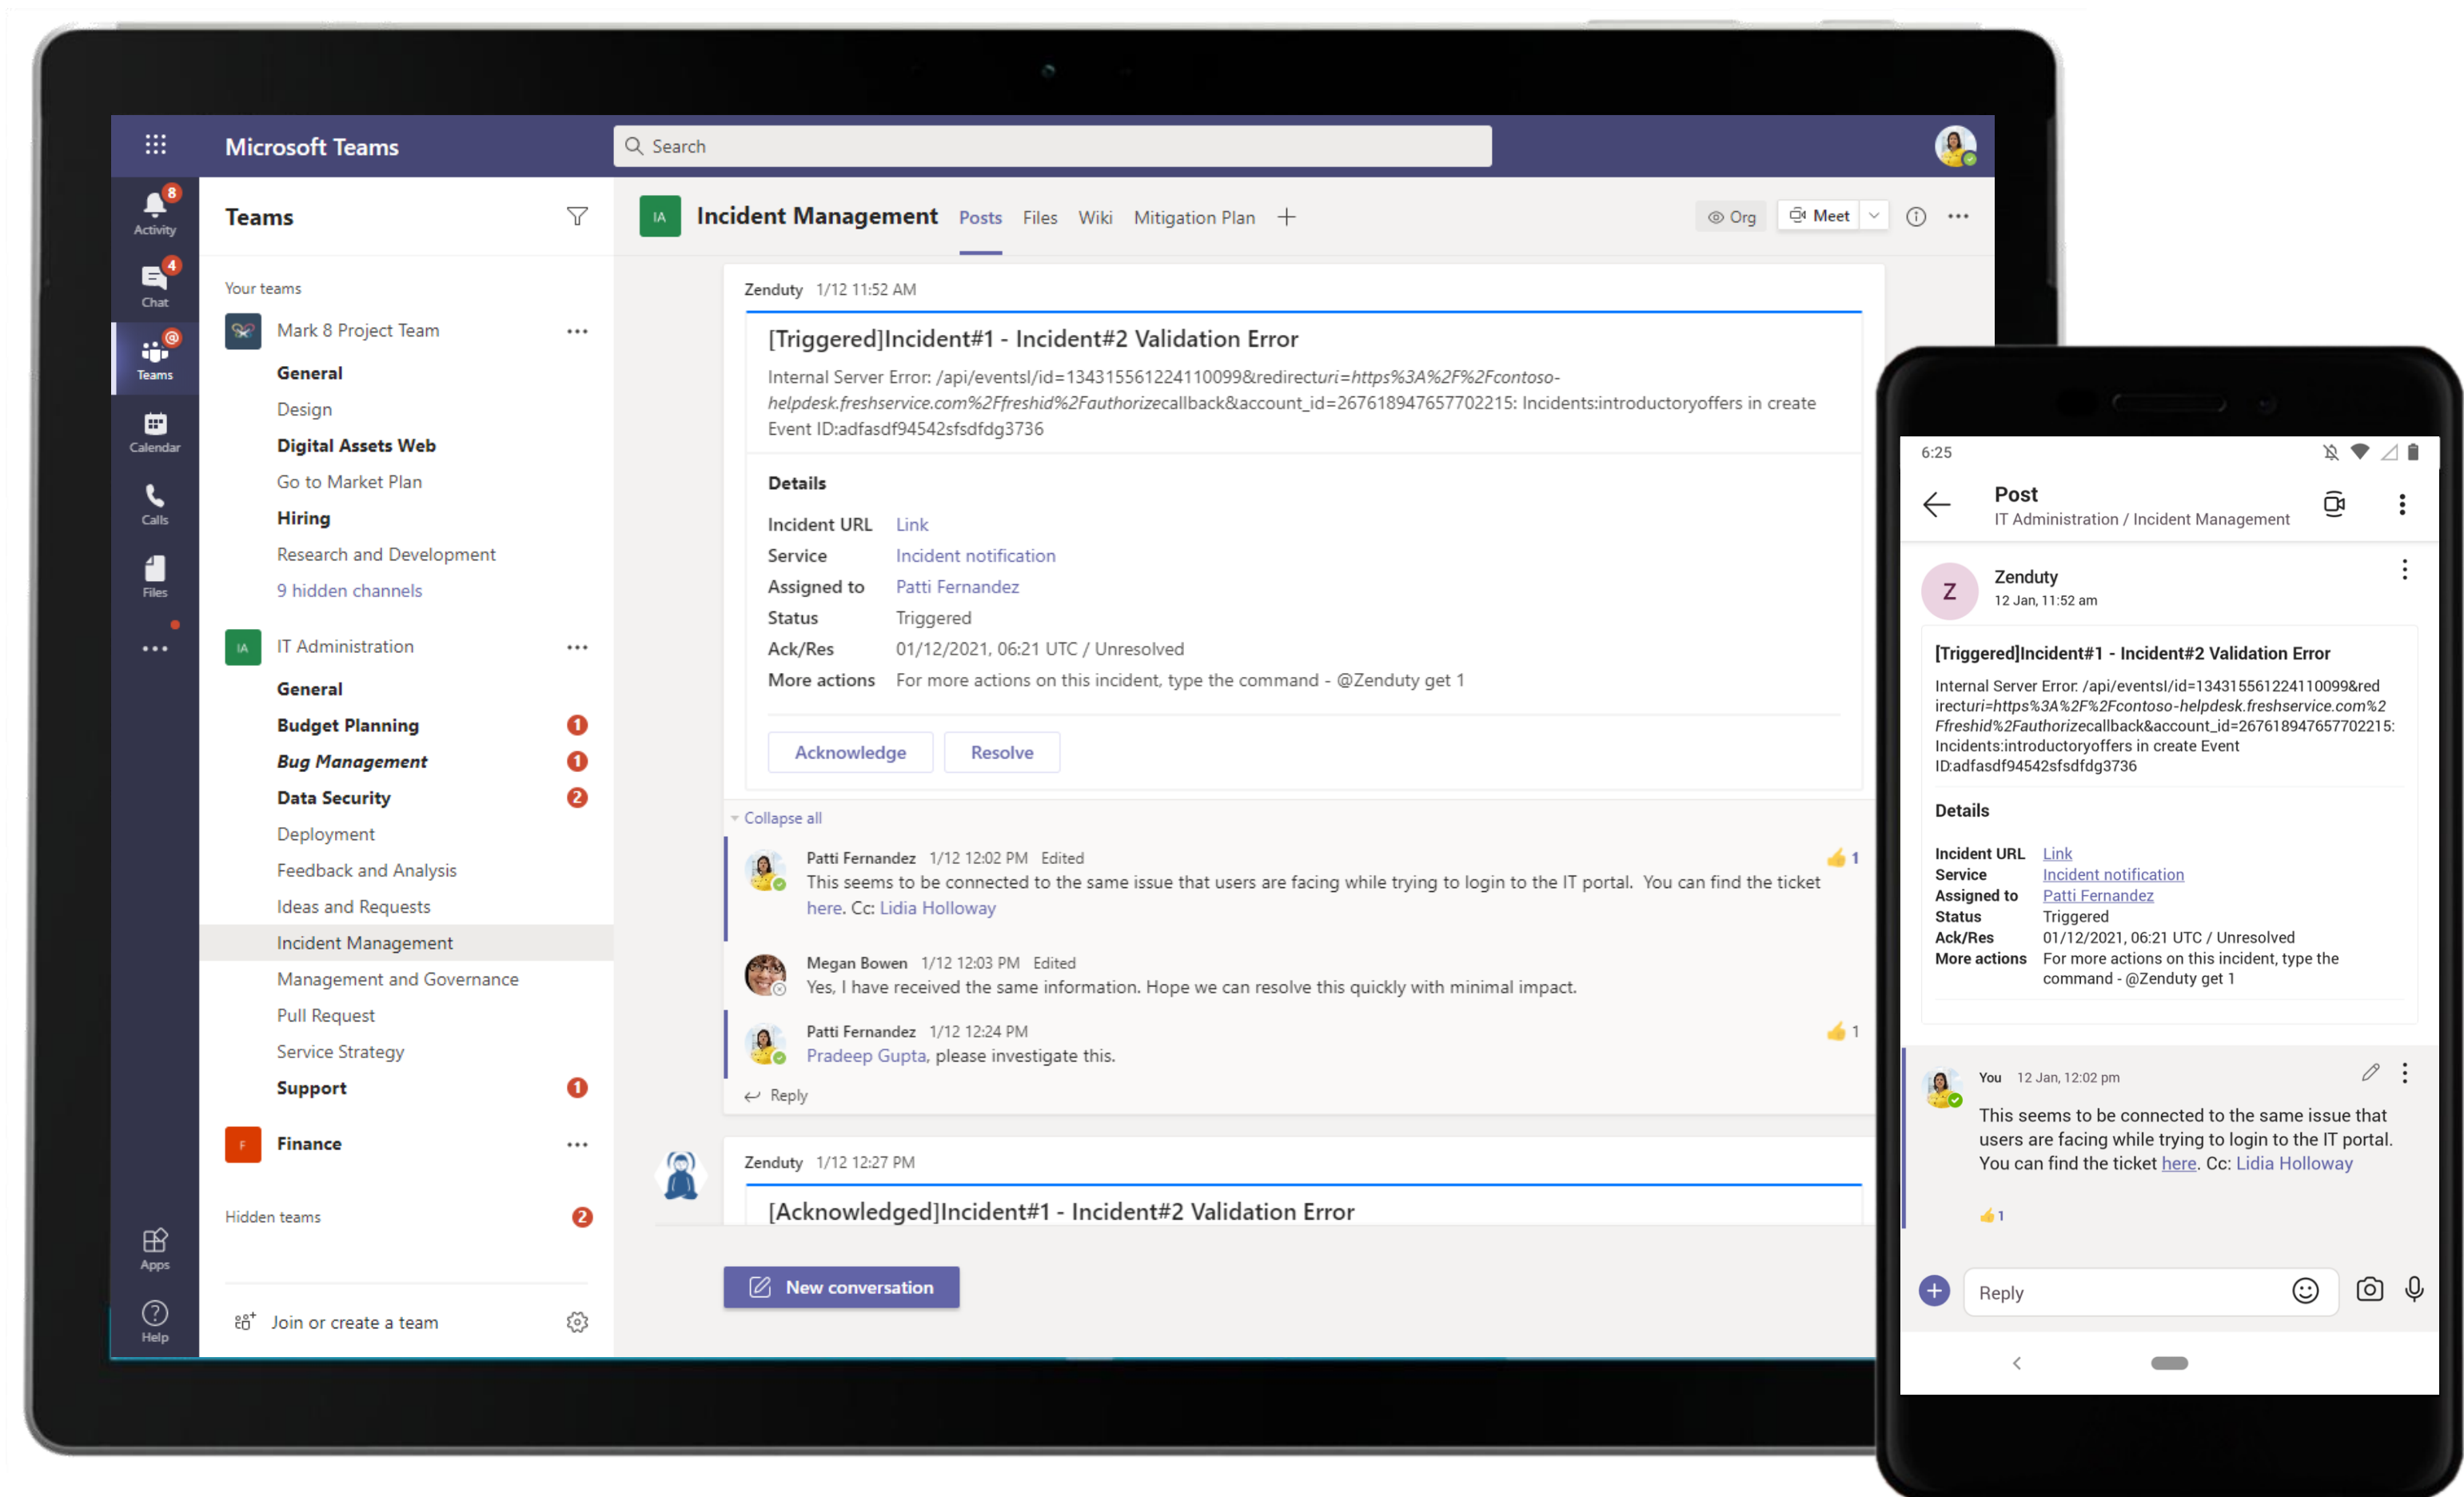 Microsoft Teams
Search
8
Activity
4
Chat
@
Teams
Calendar
Calls
Files
Apps
Help
Teams
Your teams
Mark 8 Project Team
General
Design
Digital Assets Web
Go to Market Plan
Hiring
Research and Development
9 hidden channels
IA IT Administration
General
Budget Planning 1
Bug Management 1
Data Security 2
Deployment
Feedback and Analysis
Ideas and Requests
Incident Management
Management and Governance
Pull Request
Service Strategy
Support 1
F Finance
Hidden teams 2
Join or create a team
IA Incident Management Posts Files Wiki Mitigation Plan
Org Meet
Zenduty 1/12 11:52 AM
[Triggered]Incident#1 - Incident#2 Validation Error
Internal Server Error: /api/eventsI/id=134315561224110099&redirecturi=https%3A%2F%2Fcontoso-
helpdesk.freshservice.com%2Ffreshid%2Fauthorizecallback&account_id=267618947657702215: Incidents:introductoryoffers in create
Event ID:adfasdf94542sfsdfdg3736
Details
Incident URL Link
Service Incident notification
Assigned to Patti Fernandez
Status Triggered
Ack/Res 01/12/2021, 06:21 UTC / Unresolved
More actions For more actions on this incident, type the command - @Zenduty get 1
Acknowledge Resolve
Collapse all
Patti Fernandez 1/12 12:02 PM Edited 1
This seems to be connected to the same issue that users are facing while trying to login to the IT portal. You can find the ticket
here. Cc: Lidia Holloway
Megan Bowen 1/12 12:03 PM Edited
Yes, I have received the same information. Hope we can resolve this quickly with minimal impact.
Patti Fernandez 1/12 12:24 PM 1
Pradeep Gupta, please investigate this.
Reply
Zenduty 1/12 12:27 PM
[Acknowledged]Incident#1 - Incident#2 Validation Error
New conversation
6:25
Post
IT Administration / Incident Management
Z
Zenduty
12 Jan, 11:52 am
[Triggered]Incident#1 - Incident#2 Validation Error
Internal Server Error: /api/eventsI/id=134315561224110099&red
irecturi=https%3A%2F%2Fcontoso-helpdesk.freshservice.com%2
Ffreshid%2Fauthorizecallback&account_id=267618947657702215:
Incidents:introductoryoffers in create Event
ID:adfasdf94542sfsdfdg3736
Details
Incident URL Link
Service Incident notification
Assigned to Patti Fernandez
Status Triggered
Ack/Res 01/12/2021, 06:21 UTC / Unresolved
More actions For more actions on this incident, type the
command - @Zenduty get 1
You 12 Jan, 12:02 pm
This seems to be connected to the same issue that
users are facing while trying to login to the IT portal.
You can find the ticket here. Cc: Lidia Holloway
1
Reply